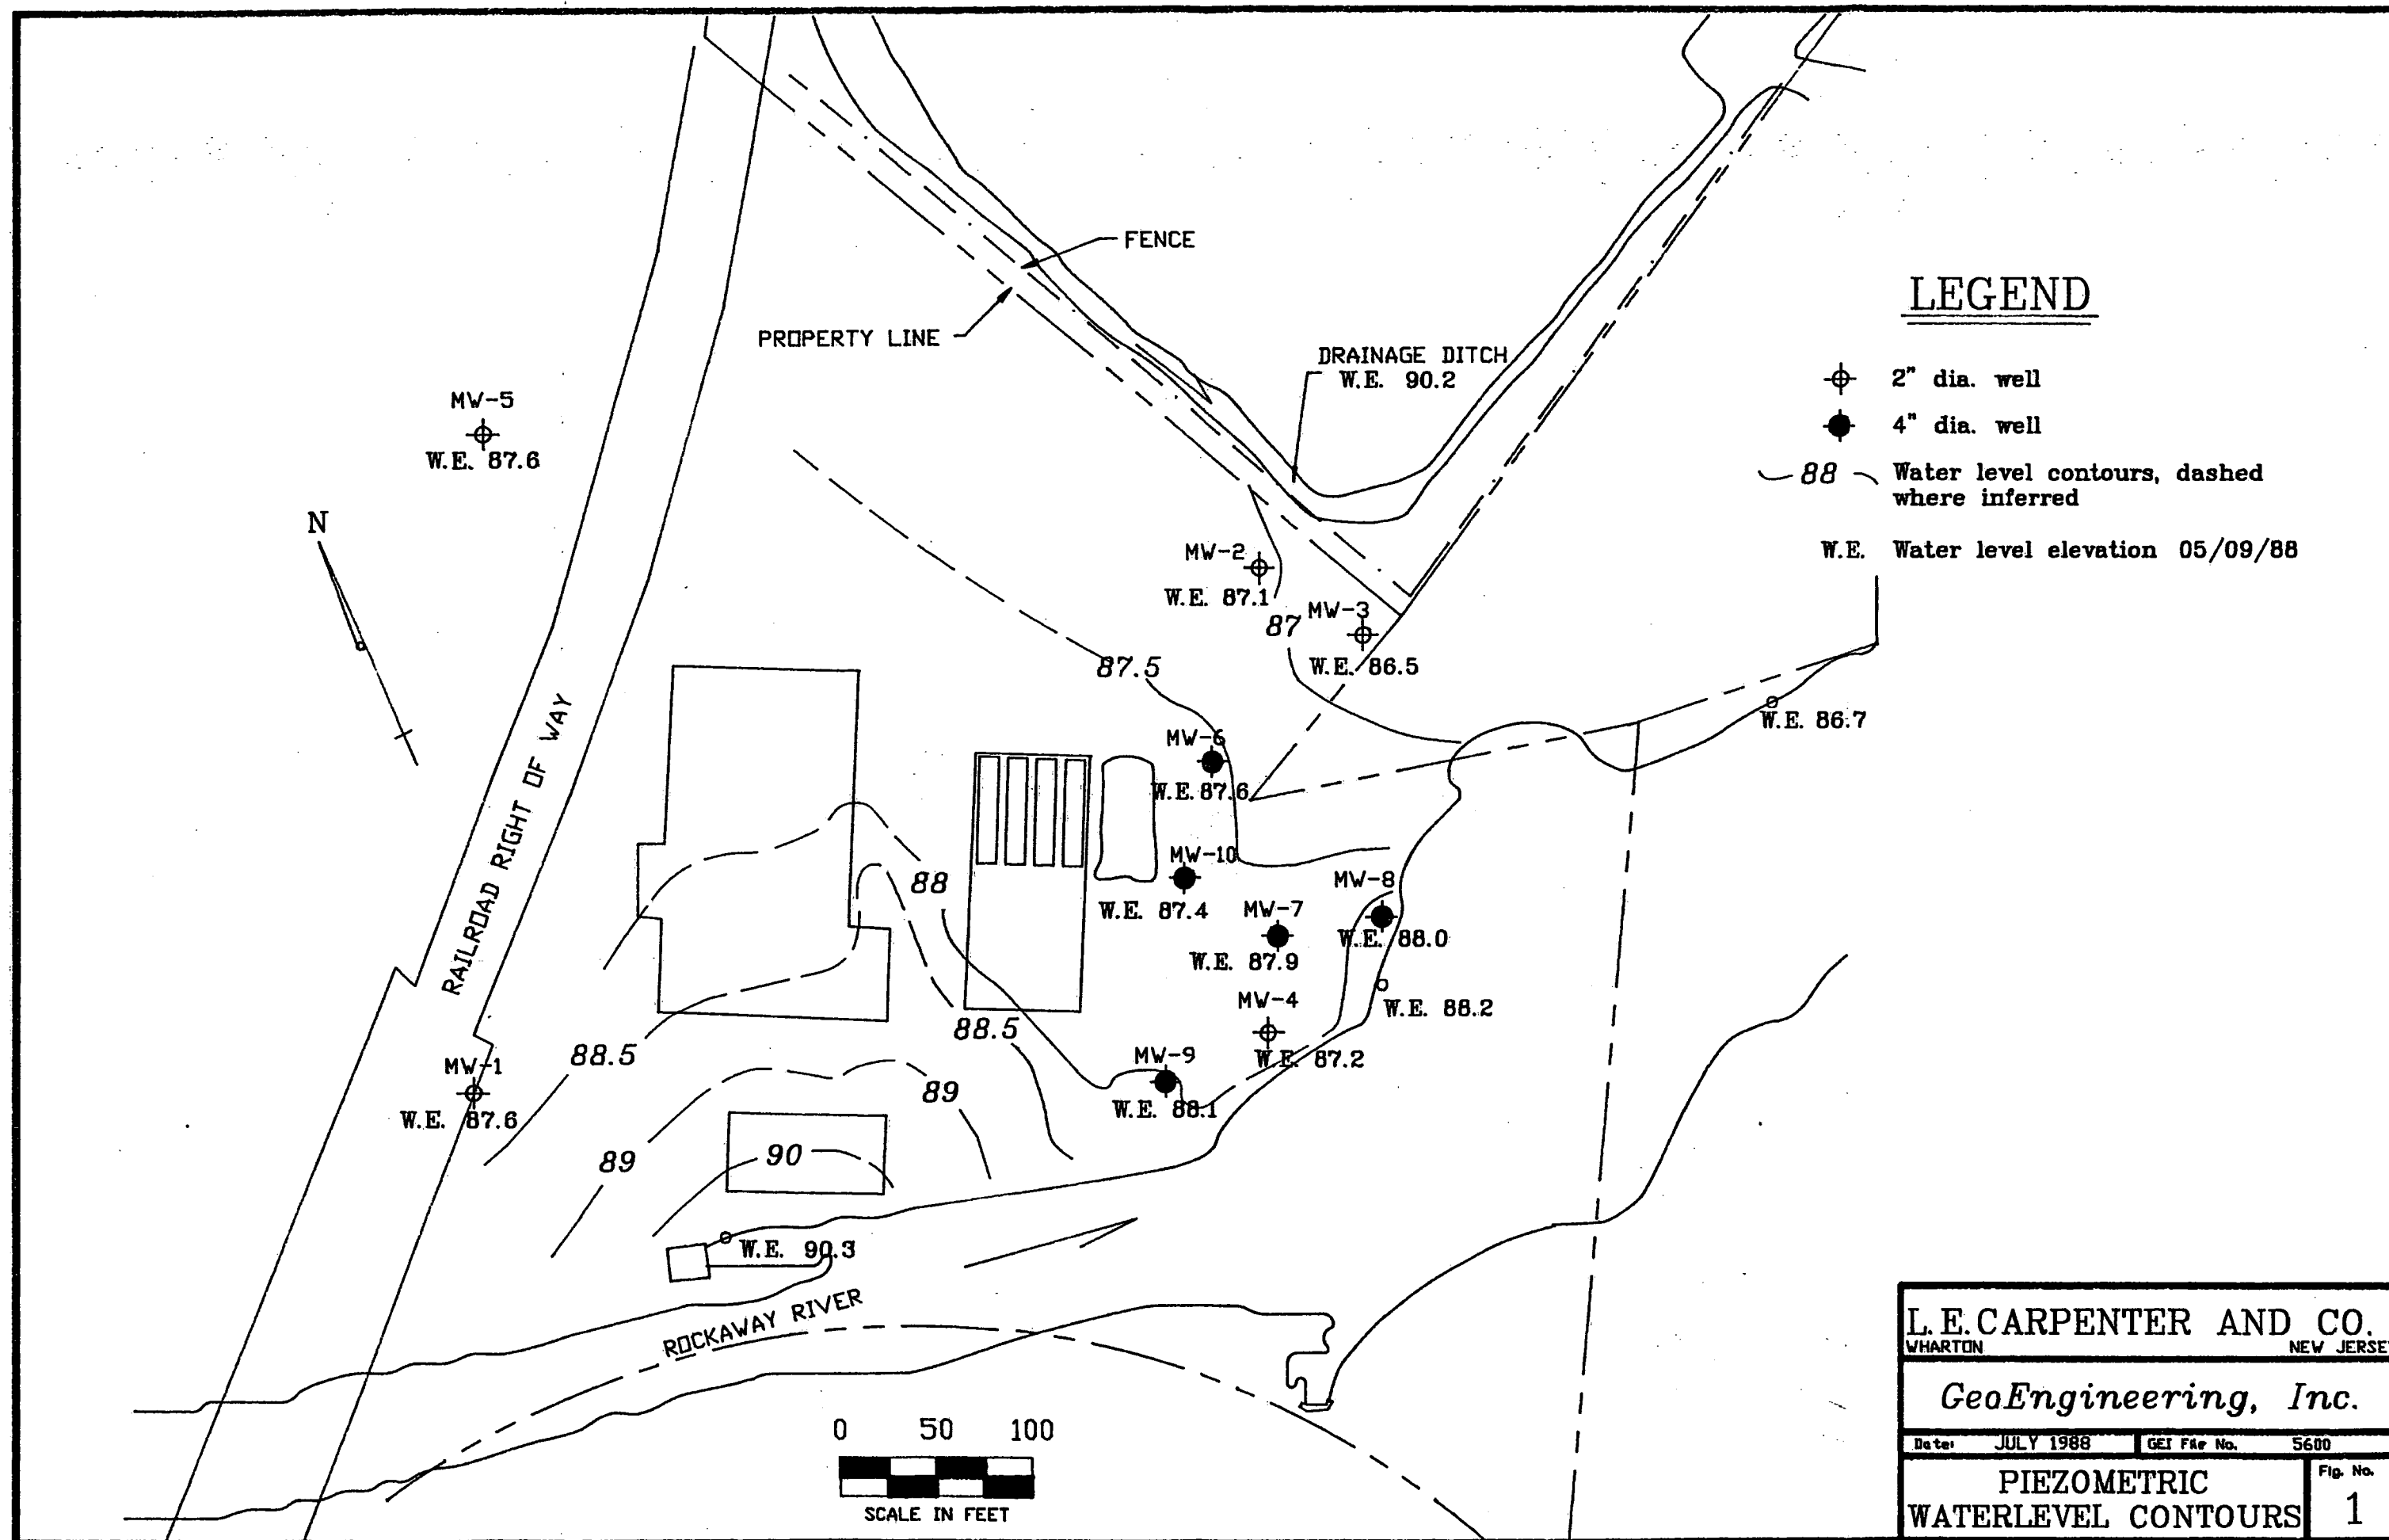 FENCE
PROPERTY LINE
DRAINAGE DITCH
W.E. 90.2
LEGEND
2" dia. well
4" dia. well
88
Water level contours, dashed
where inferred
W.E. Water level elevation 05/09/88
MW-5
W.E. 87.6
N
MW-2
W.E. 87.1
87
MW-3
W.E. 86.5
87.5
W.E. 86.7
RAILROAD RIGHT OF WAY
MW-6
W.E. 87.6
MW-10
W.E. 87.4
88
MW-7
W.E. 87.9
MW-8
W.E. 88.0
W.E. 88.2
MW-4
W.E. 87.2
88.5
88.5
MW-1
W.E. 87.6
MW-9
W.E. 88.1
89
89
90
W.E. 90.3
ROCKAWAY RIVER
0 50 100
SCALE IN FEET
L.E.CARPENTER AND CO.
WHARTON NEW JERSE
GeoEngineering, Inc.
Date: JULY 1988 GEI File No. 5600
PIEZOMETRIC
WATERLEVEL CONTOURS
Fig. No.
1